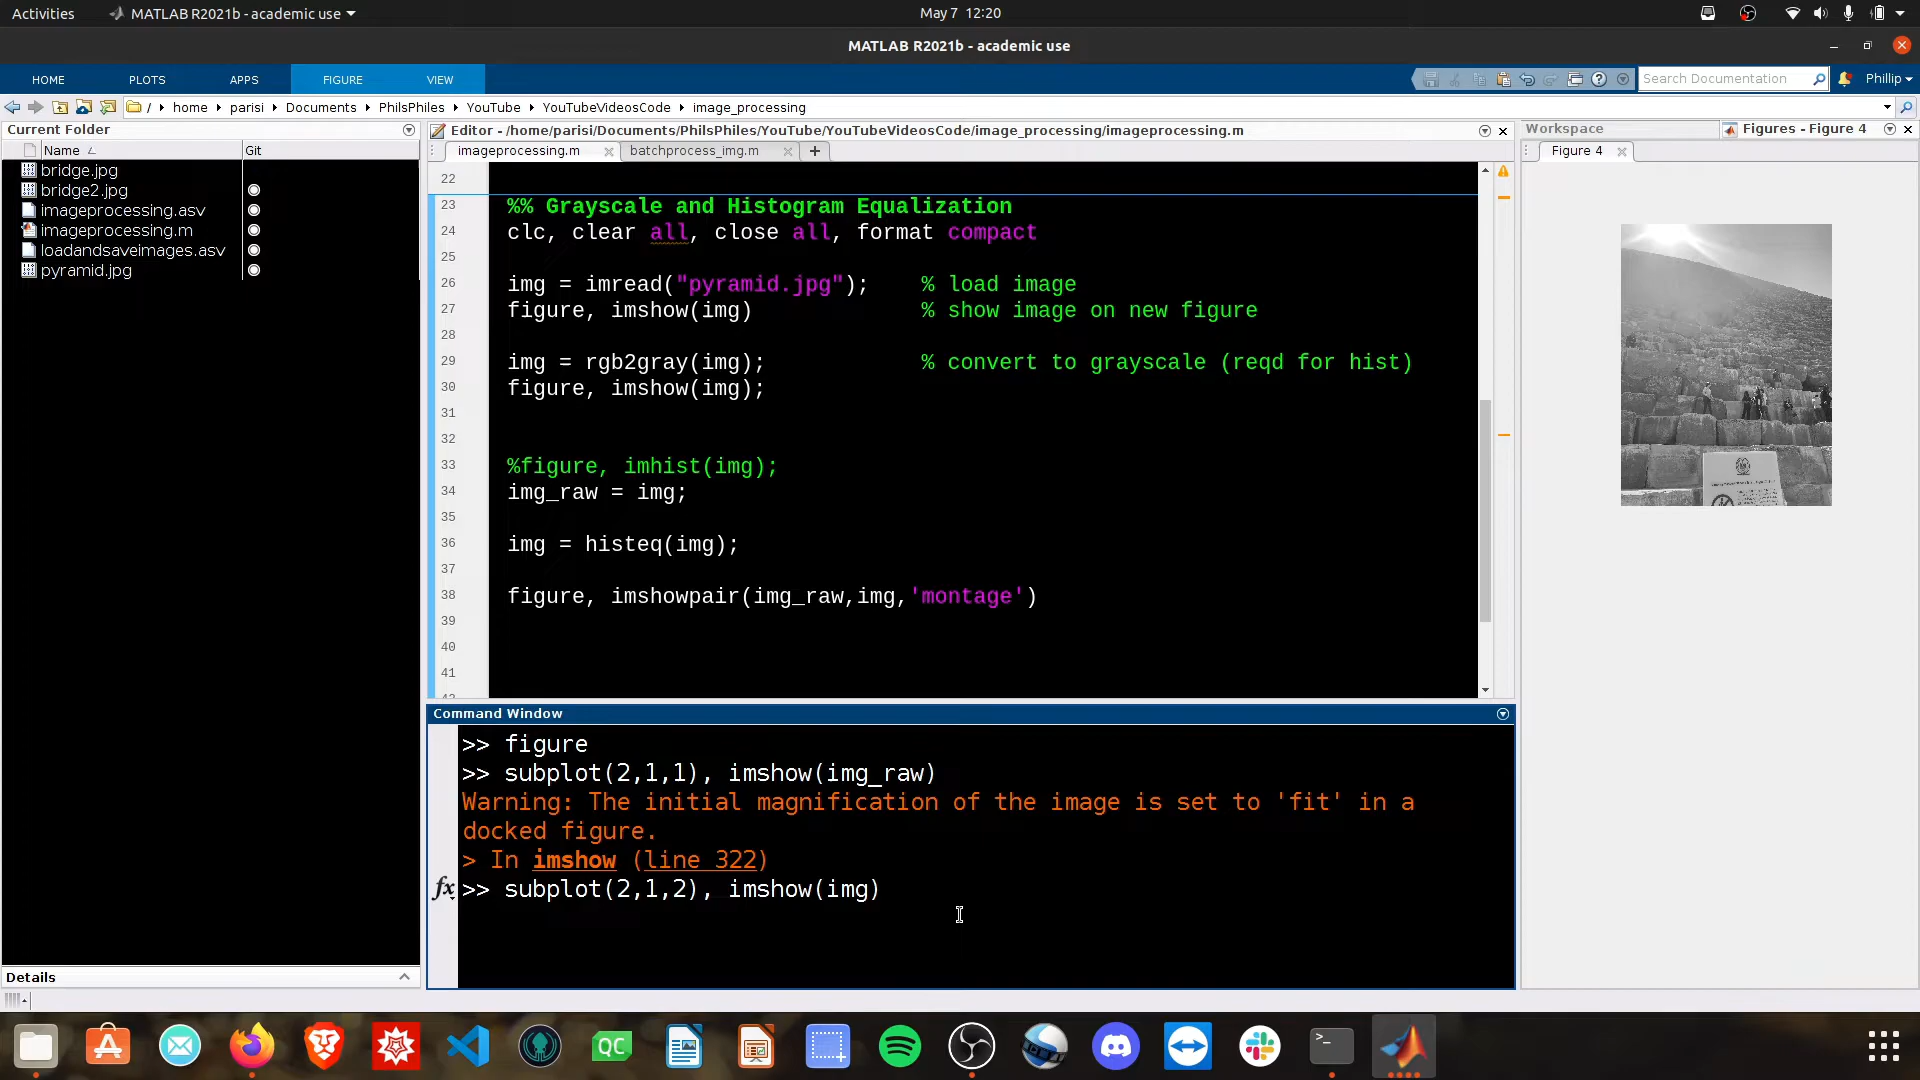 Activities
MATLAB R2021b - academic use
May 7 12:20
MATLAB R2021b - academic use
HOME
PLOTS
APPS
FIGURE
VIEW
Search Documentation
Phillip
/ home parisi Documents PhilsPhiles YouTube YouTubeVideosCode image_processing
Current Folder
Name
Git
bridge.jpg
bridge2.jpg
imageprocessing.asv
imageprocessing.m
loadandsaveimages.asv
pyramid.jpg
Details
Editor - /home/parisi/Documents/PhilsPhiles/YouTube/YouTubeVideosCode/image_processing/imageprocessing.m
imageprocessing.m
batchprocess_img.m
22
23 %% Grayscale and Histogram Equalization
24 clc, clear all, close all, format compact
25
26 img = imread("pyramid.jpg"); % load image
27 figure, imshow(img) % show image on new figure
28
29 img = rgb2gray(img); % convert to grayscale (reqd for hist)
30 figure, imshow(img);
31
32
33 %figure, imhist(img);
34 img_raw = img;
35
36 img = histeq(img);
37
38 figure, imshowpair(img_raw,img,'montage')
39
40
41
Command Window
>> figure
>> subplot(2,1,1), imshow(img_raw)
Warning: The initial magnification of the image is set to 'fit' in a
docked figure.
> In imshow (line 322)
fx >> subplot(2,1,2), imshow(img)
Workspace
Figures - Figure 4
Figure 4
QC
>_